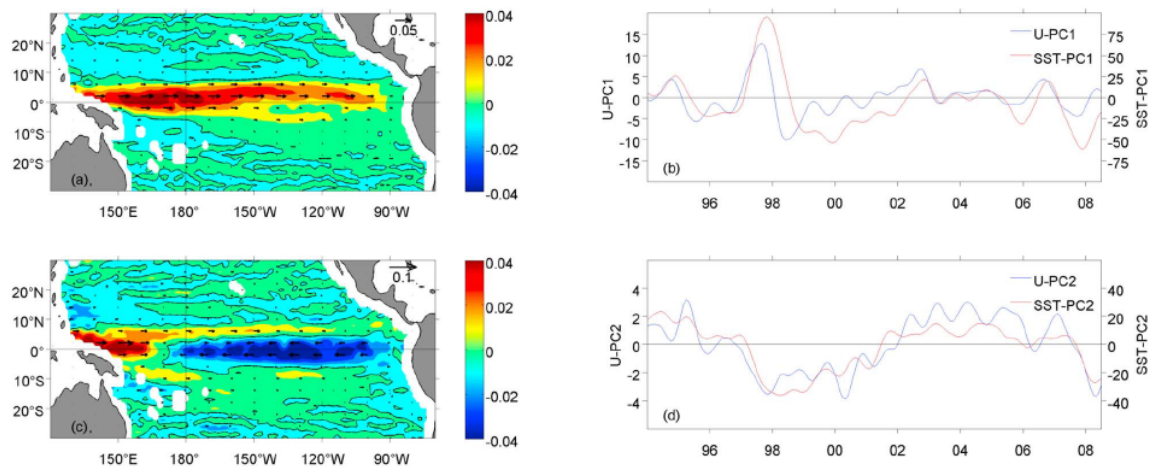 20°N
10°N
0°
10°S
20°S
150°E 180° 150°W 120°W 90°W
(a),
0.05
0.04
0.02
0
-0.02
-0.04
U-PC1
15
10
5
0
-5
-10
-15
96 98 00 02 04 06 08
(b)
U-PC1
SST-PC1
75
50
25
0
-25
-50
-75
SST-PC1
20°N
10°N
0°
10°S
20°S
150°E 180° 150°W 120°W 90°W
(c),
0.1
0.04
0.02
0
-0.02
-0.04
U-PC2
4
2
0
-2
-4
96 98 00 02 04 06 08
(d)
U-PC2
SST-PC2
60
40
20
0
-20
-40
SST-PC2